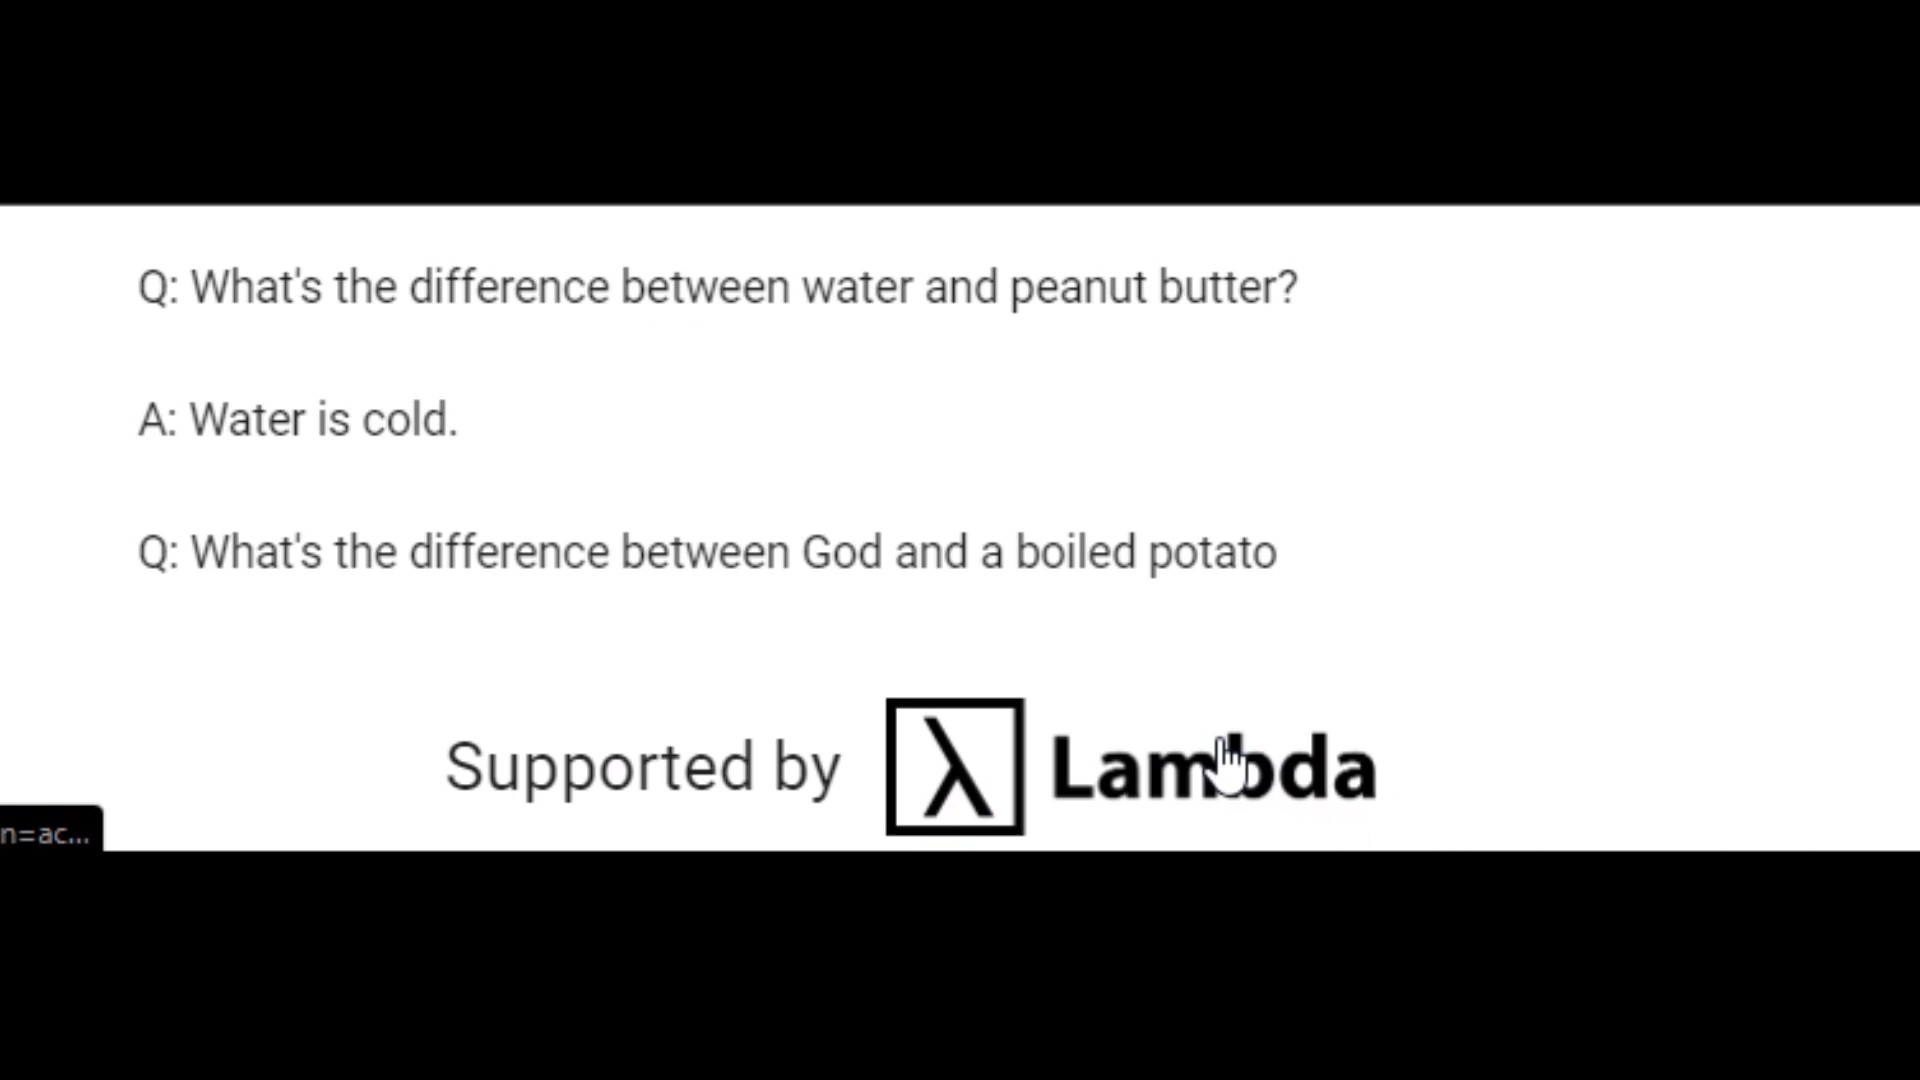 Q: What's the difference between water and peanut butter?
A: Water is cold.
Q: What's the difference between God and a boiled potato
Supported by λ Lambda
n=ac...